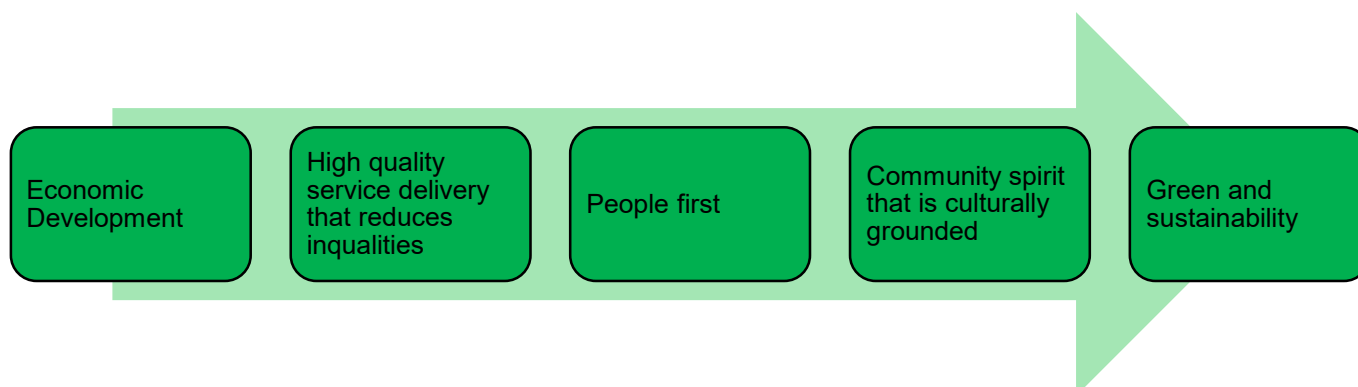 Economic
Development
High quality
service delivery
that reduces
inqualities
People first
Community spirit
that is culturally
grounded
Green and
sustainability